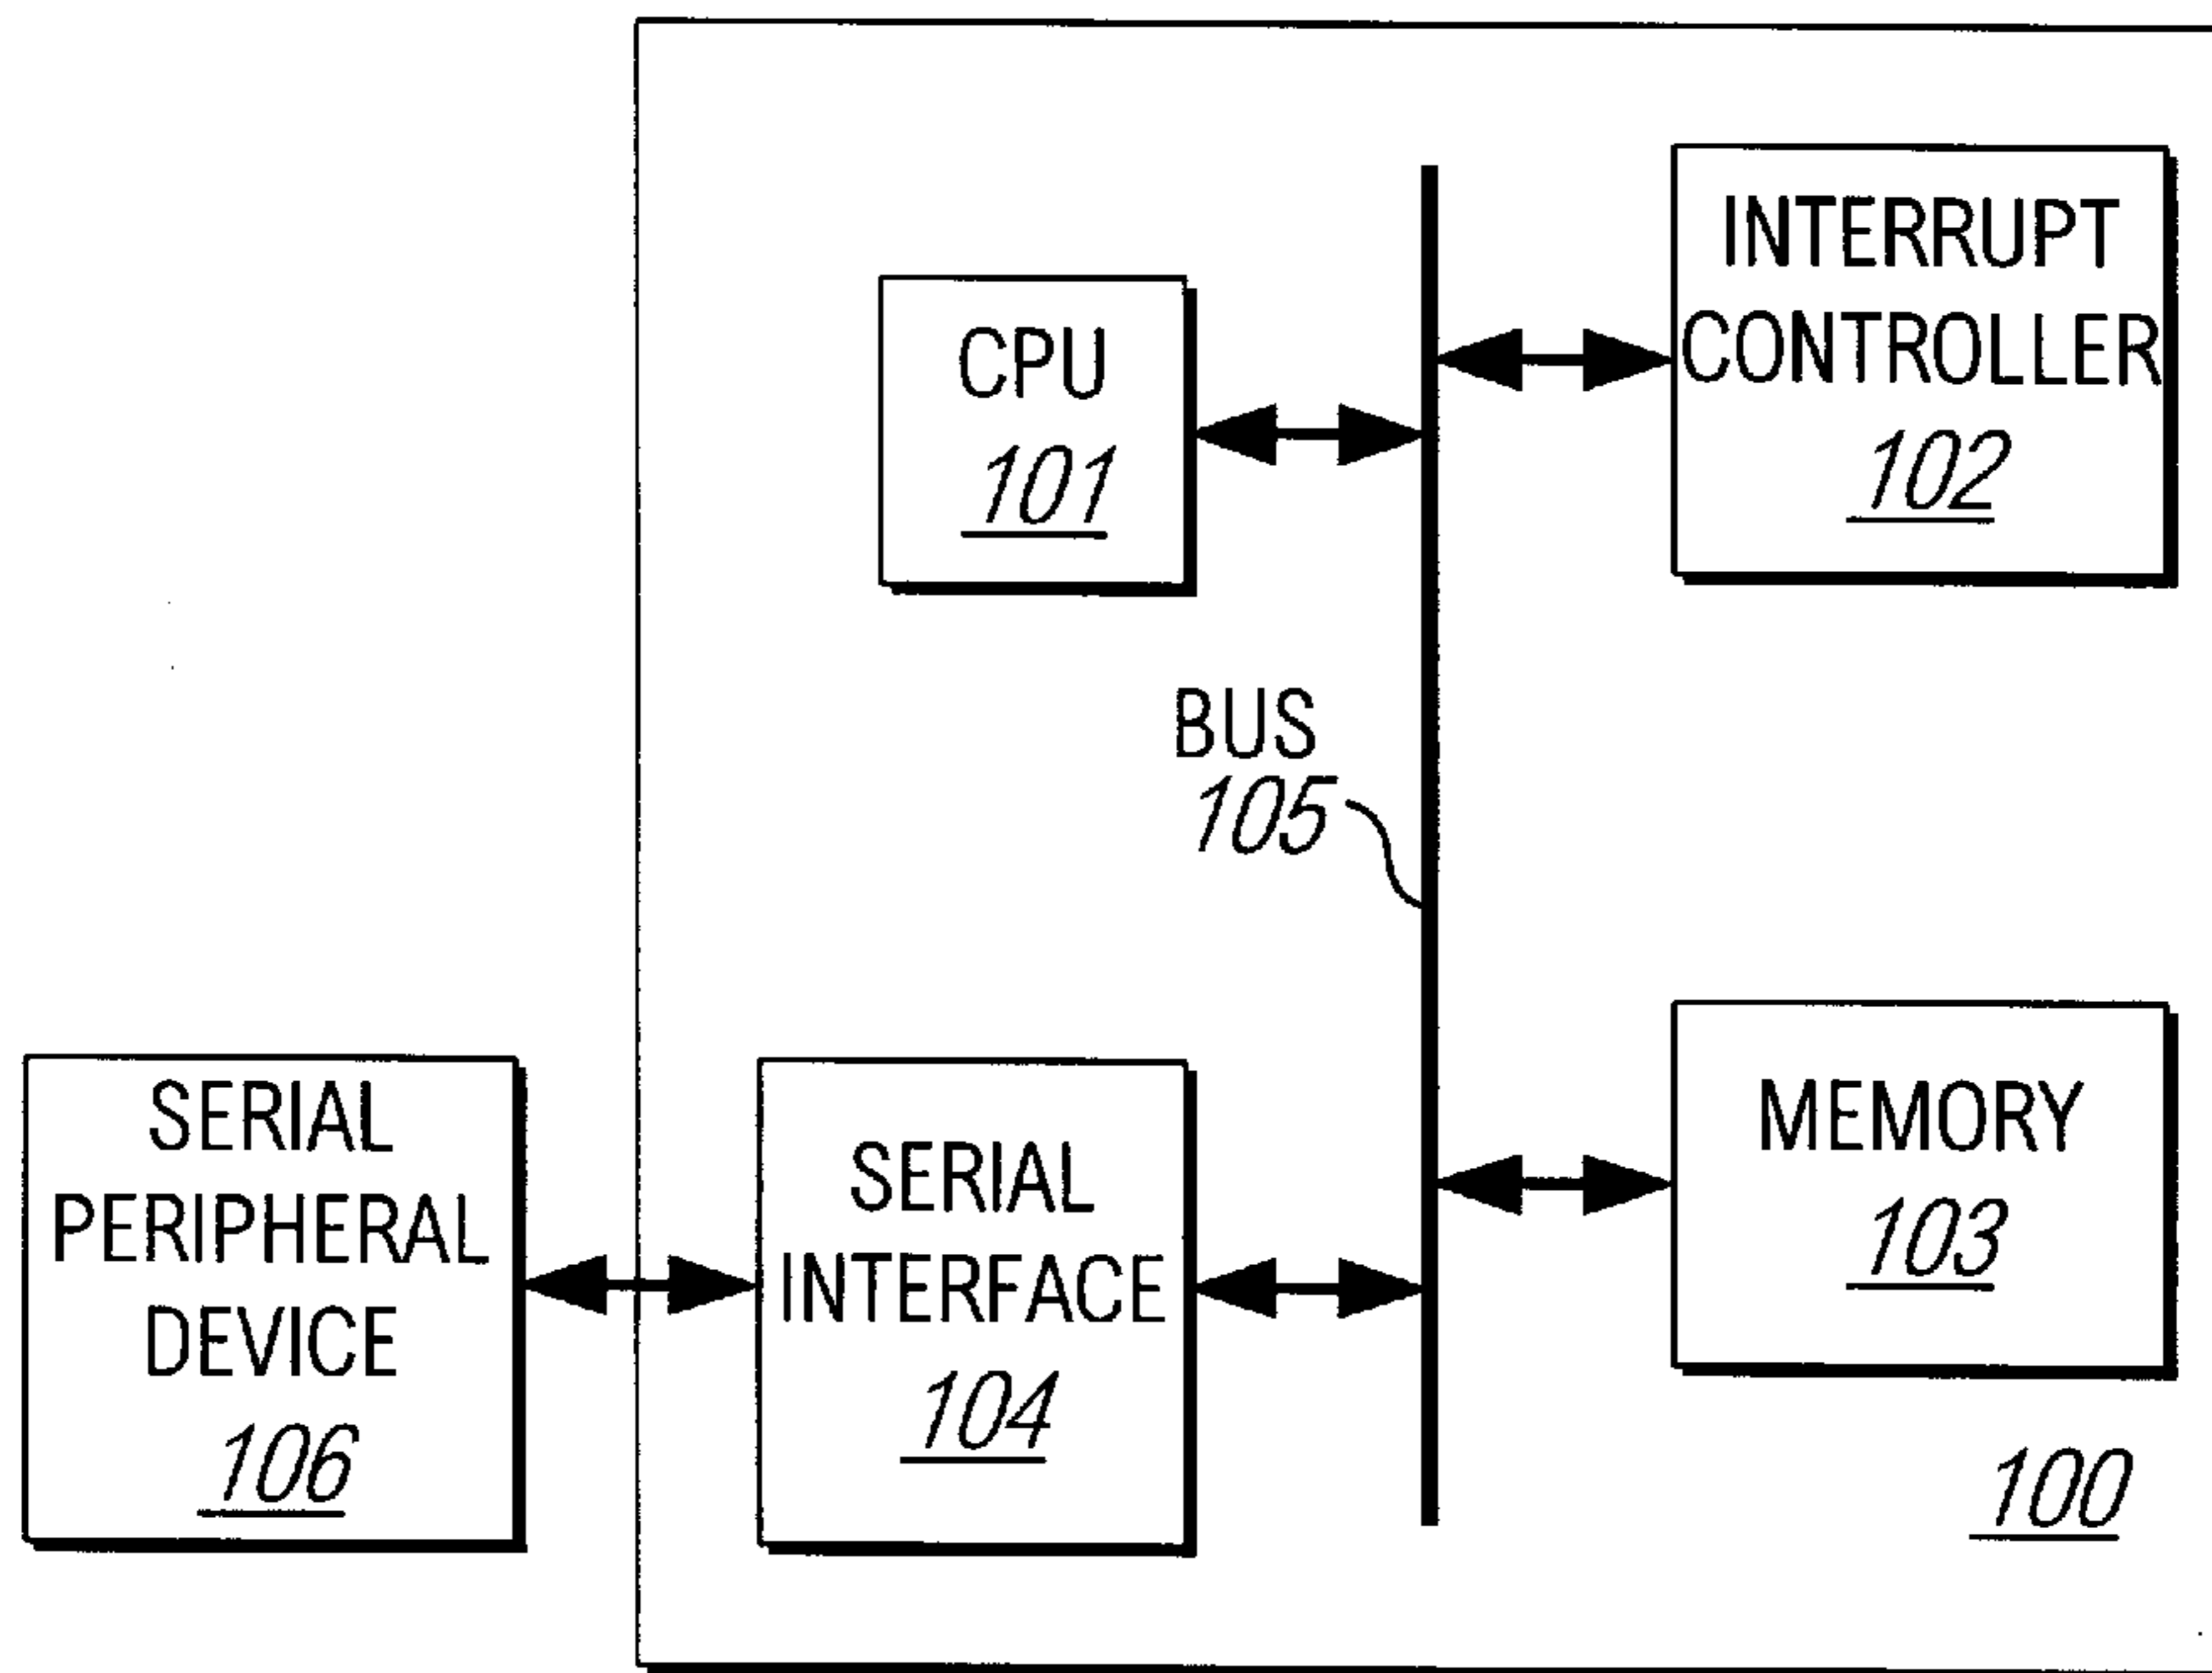 CPU
101
INTERRUPT
CONTROLLER
102
BUS
105
SERIAL
PERIPHERAL
DEVICE
106
SERIAL
INTERFACE
104
MEMORY
103
100